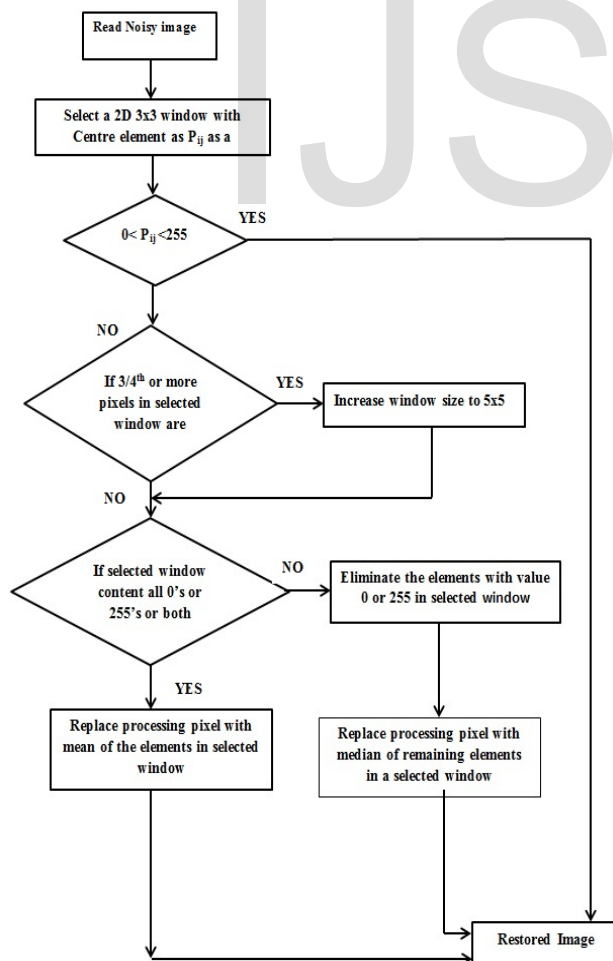 IJS
Read Noisy image
Select a 2D 3x3 window with
Centre element as Pij as a
0< Pij <255
YES
NO
If 3/4th or more
pixels in selected
window are
YES
Increase window size to 5x5
NO
If selected window
content all 0's or
255's or both
NO
Eliminate the elements with value
0 or 255 in selected window
YES
Replace processing pixel with
mean of the elements in selected
window
Replace processing pixel with
median of remaining elements
in a selected window
Restored Image